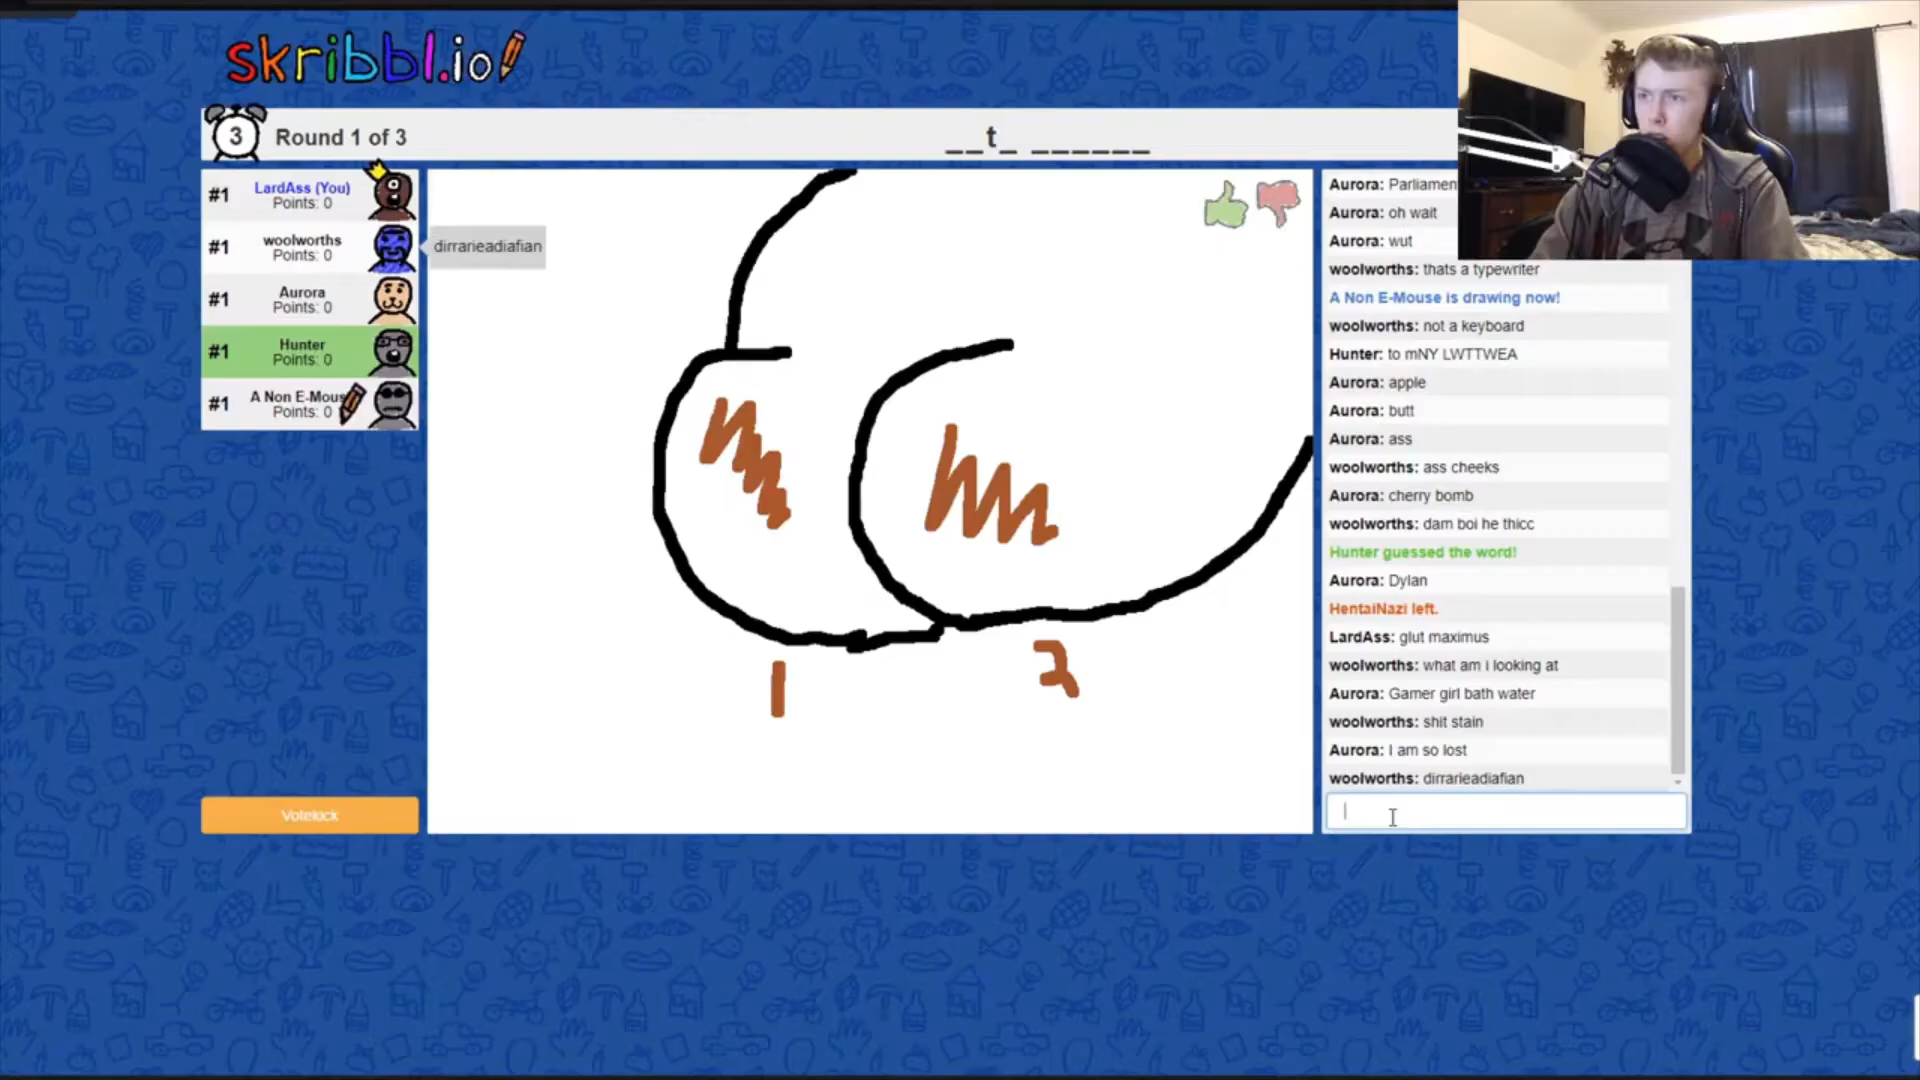 skribbl.io
3
Round 1 of 3
__t_ ______
#1 LardAss (You)
Points: 0
#1 woolworths
Points: 0
dirrarieadiafian
#1 Aurora
Points: 0
#1 Hunter
Points: 0
#1 A Non E-Mous
Points: 0
Votekick
1
2
Aurora: Parliamen
Aurora: oh wait
Aurora: wut
woolworths: thats a typewriter
A Non E-Mouse is drawing now!
woolworths: not a keyboard
Hunter: to mNY LWTTWEA
Aurora: apple
Aurora: butt
Aurora: ass
woolworths: ass cheeks
Aurora: cherry bomb
woolworths: dam boi he thicc
Hunter guessed the word!
Aurora: Dylan
HentaiNazi left.
LardAss: glut maximus
woolworths: what am i looking at
Aurora: Gamer girl bath water
woolworths: shit stain
Aurora: I am so lost
woolworths: dirrarieadiafian